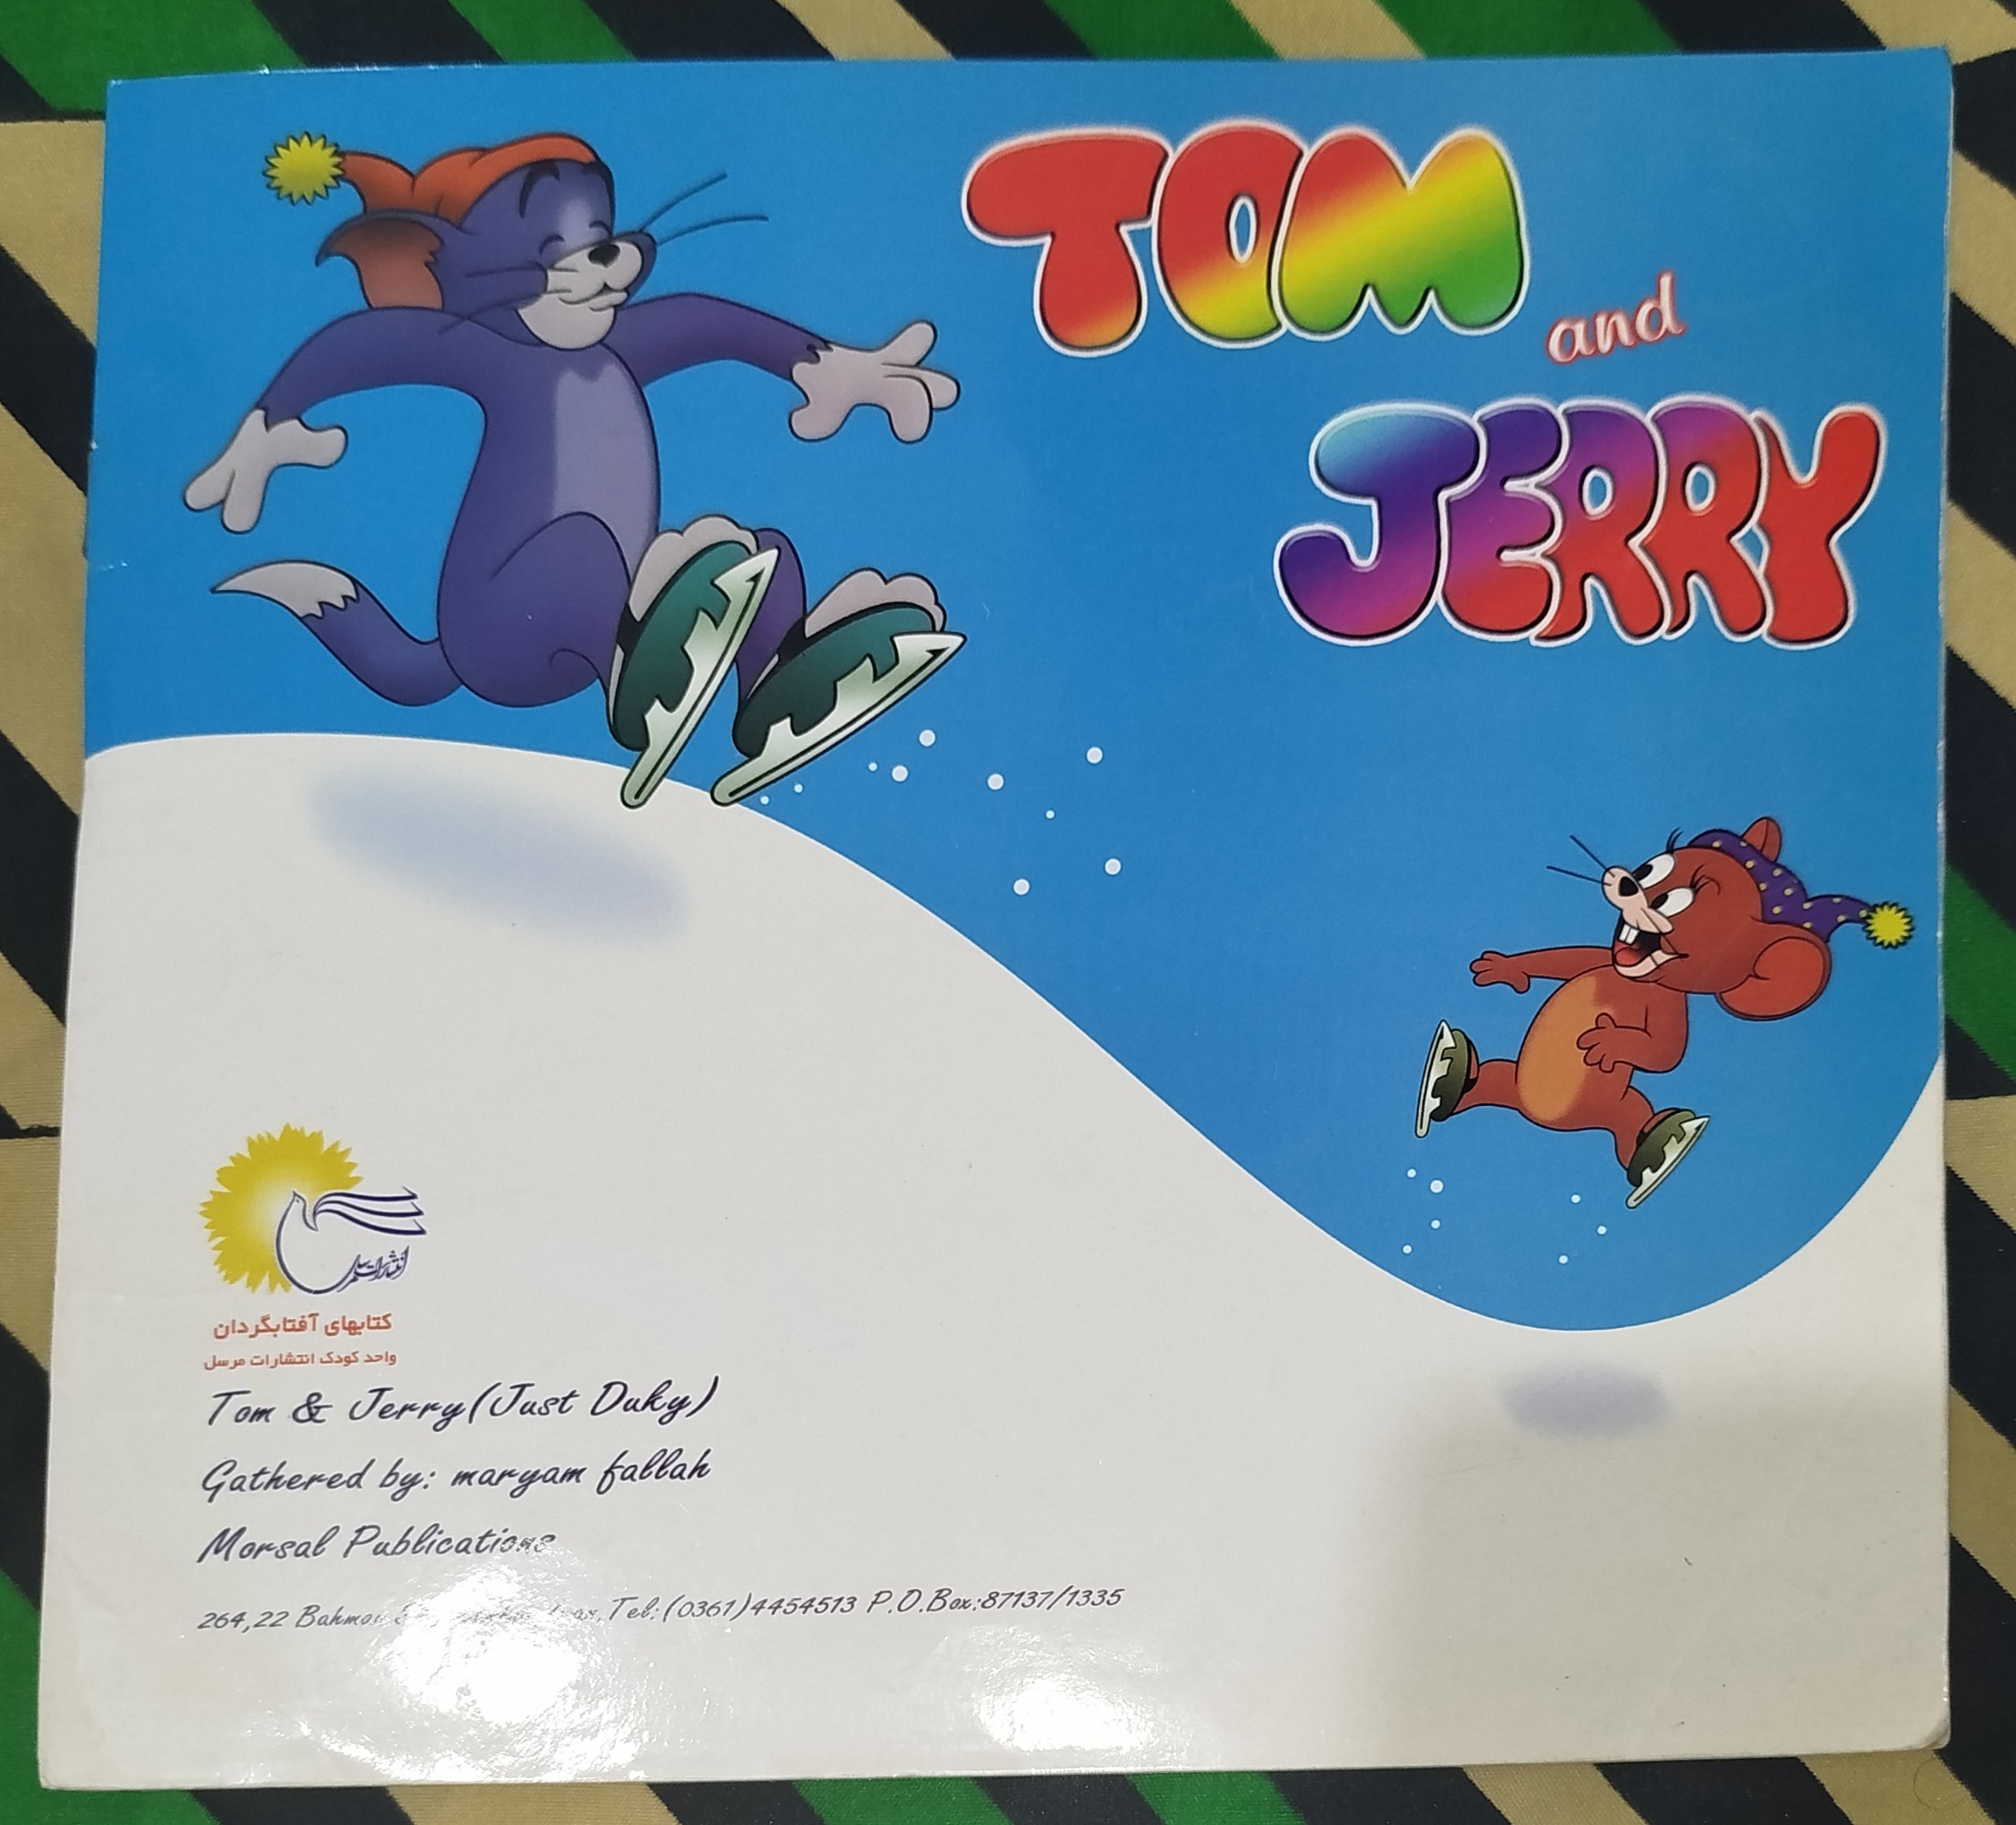 TOM
and
JERRY
انتشارات مرسل
کتابهای آفتابگردان
واحد کودک انتشارات مرسل
Tom & Jerry(Just Duky)
Gathered by: maryam fallah
Morsal Publications
264,22 Bahman Tel:(0361)4454513 P.O.Box:87137/1335